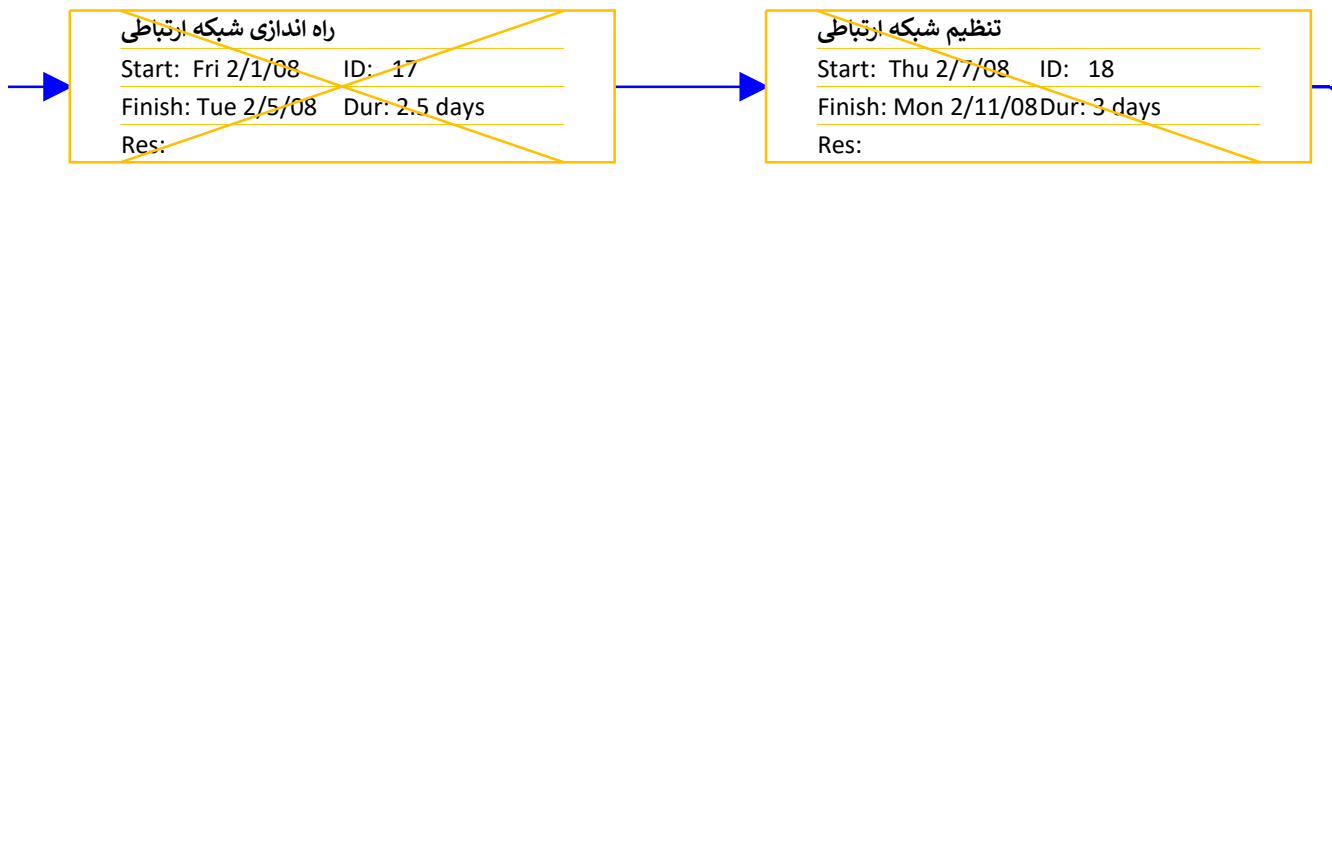 راه اندازی شبکه ارتباطی
Start: Fri 2/1/08 ID: 17
Finish: Tue 2/5/08 Dur: 2.5 days
Res:
تنظیم شبکه ارتباطی
Start: Thu 2/7/08 ID: 18
Finish: Mon 2/11/08 Dur: 3 days
Res: